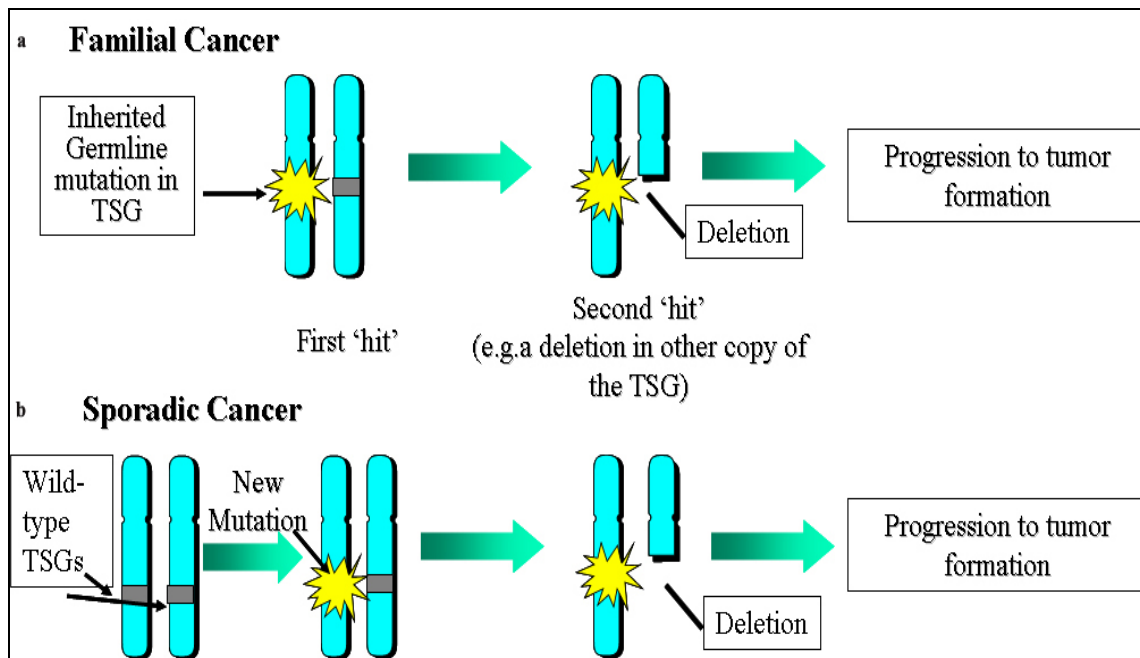 a Familial Cancer
Inherited
Germline
mutation in
TSG
Deletion
Progression to tumor
formation
First ‘hit’
Second ‘hit’
(e.g.a deletion in other copy of
the TSG)
b Sporadic Cancer
Wild-
type
TSGs
New
Mutation
Deletion
Progression to tumor
formation